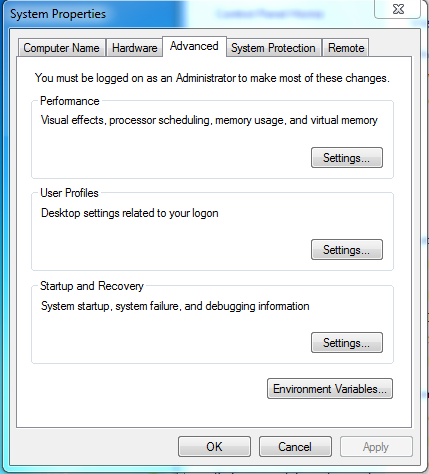 System Properties
Computer Name Hardware Advanced System Protection Remote
You must be logged on as an Administrator to make most of these changes.
Performance
Visual effects, processor scheduling, memory usage, and virtual memory
Settings...
User Profiles
Desktop settings related to your logon
Settings...
Startup and Recovery
System startup, system failure, and debugging information
Settings...
Environment Variables...
OK Cancel Apply